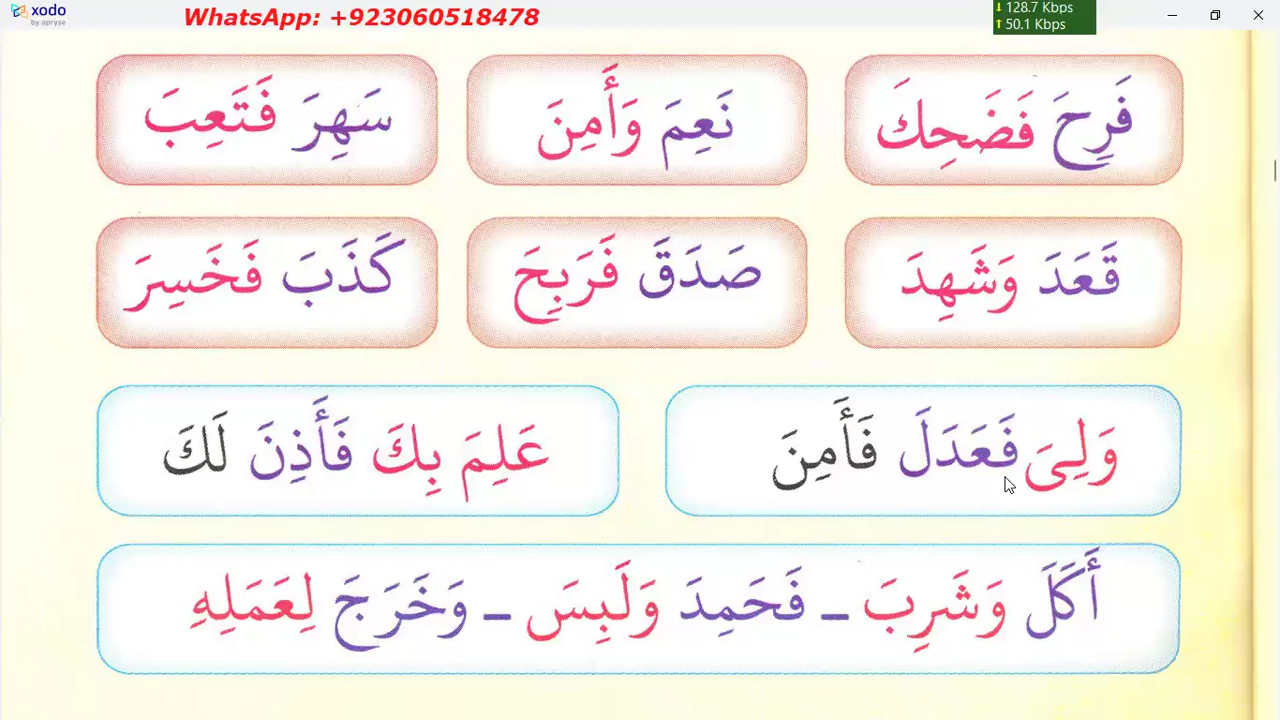 xodo
by apryse
WhatsApp: +923060518478
↓ 128.7 Kbps
↑ 50.1 Kbps
فَرِحَ فَضَحِكَ
نَعِمَ وَأَمِنَ
سَهِرَ فَتَعِبَ
قَعَدَ وَشَهِدَ
صَدَقَ فَرَبِحَ
كَذَبَ فَخَسِرَ
وَلِىَ فَعَدَلَ فَأَمِنَ
عَلِمَ بِكَ فَأَذِنَ لَكَ
أَكَلَ وَشَرِبَ ـ فَحَمِدَ وَلَبِسَ ـ وَخَرَجَ لِعَمَلِهِ